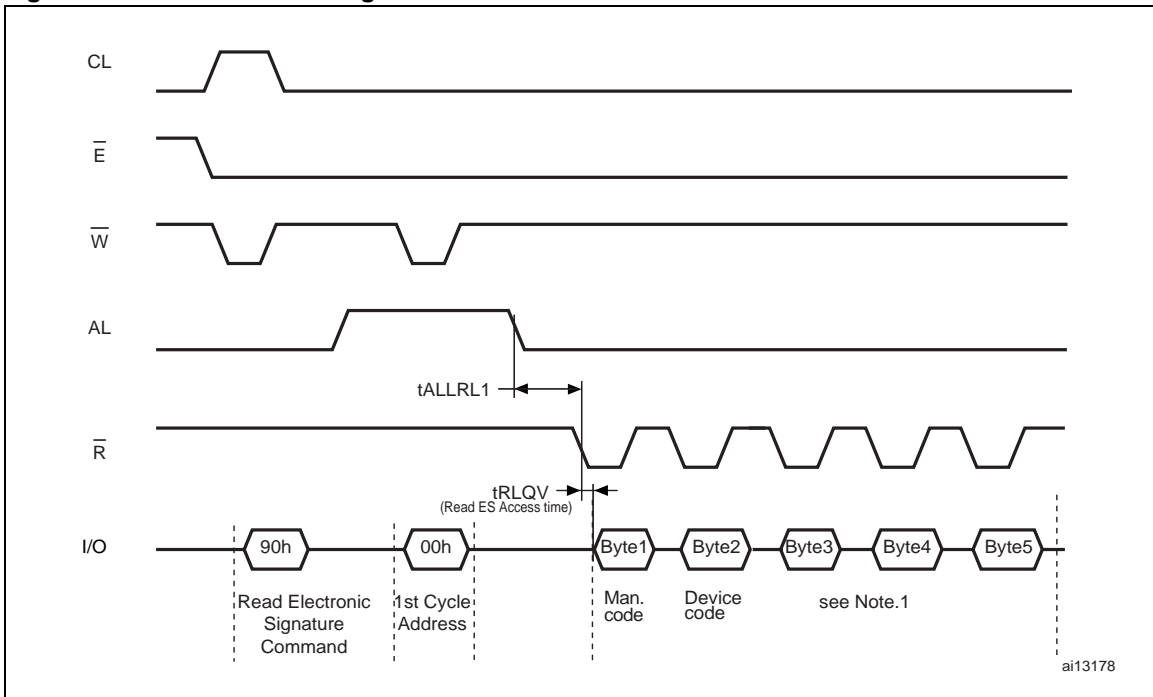 CL
E
W
AL
tALLRL1
R
tRLQV
(Read ES Access time)
I/O
90h
00h
Byte1
Byte2
Byte3
Byte4
Byte5
Read Electronic
Signature
Command
1st Cycle
Address
Man.
code
Device
code
see Note.1
ai13178